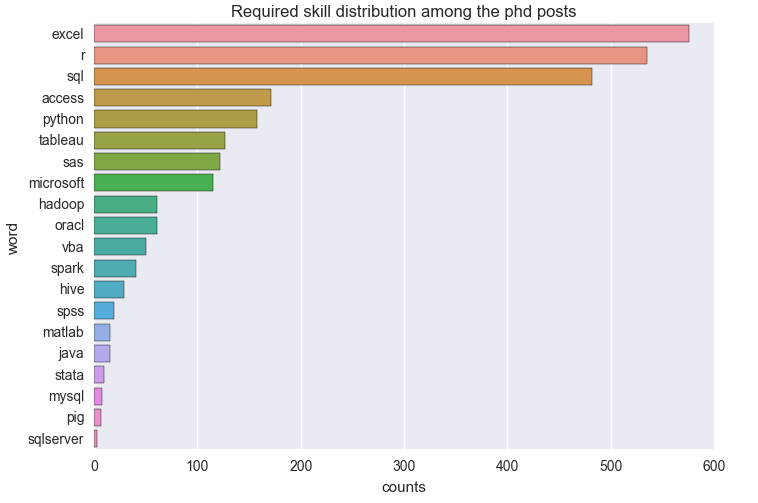 Required skill distribution among the phd posts
excel
r
sql
access
python
tableau
sas
microsoft
hadoop
oracl
vba
spark
hive
spss
matlab
java
stata
mysql
pig
sqlserver
word
0 100 200 300 400 500 600
counts